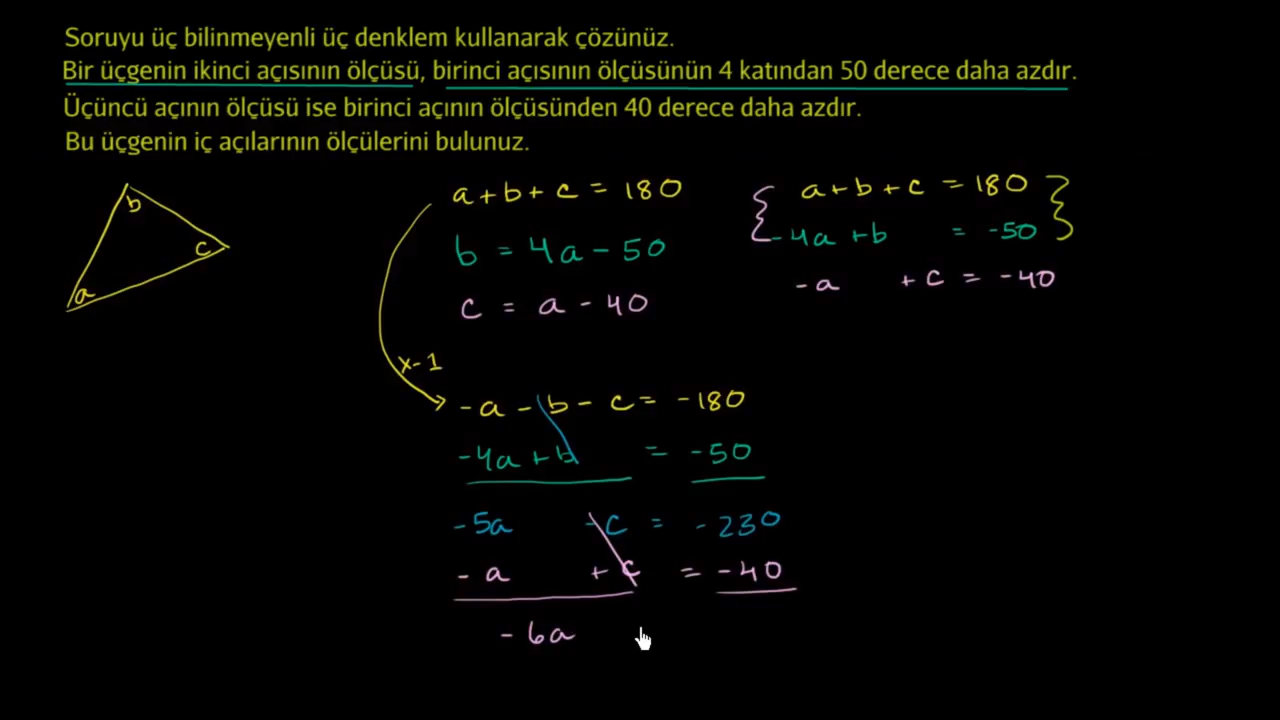 Soruyu üç bilinmeyenli üç denklem kullanarak çözünüz.
Bir üçgenin ikinci açısının ölçüsü, birinci açısının ölçüsünün 4 katından 50 derece daha azdır.
Üçüncü açının ölçüsü ise birinci açının ölçüsünden 40 derece daha azdır.
Bu üçgenin iç açılarının ölçülerini bulunuz.
b
c
a
a + b + c = 180
b = 4a - 50
c = a - 40
{ a + b + c = 180 }
-4a + b = -50
-a + c = -40
x-1
-a - b - c = -180
-4a + b = -50
-5a - c = -230
-a + c = -40
-6a